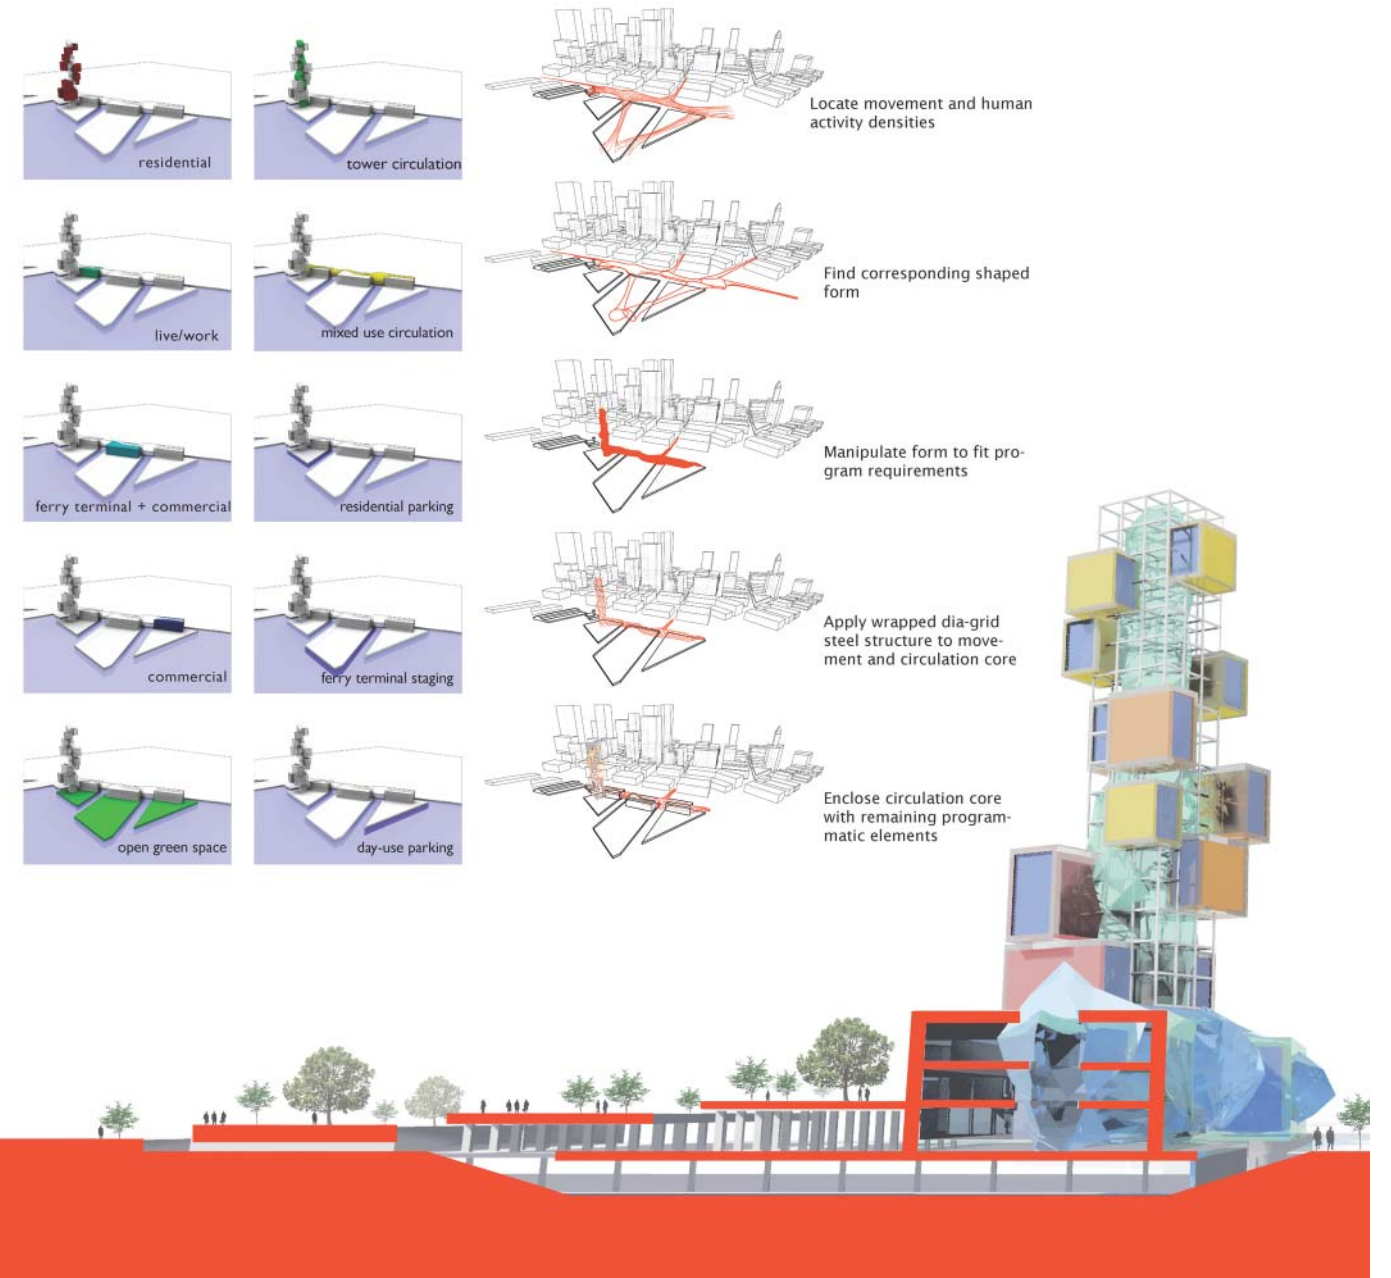 residential
tower circulation
Locate movement and human
activity densities
live/work
mixed use circulation
Find corresponding shaped
form
ferry terminal + commercial
residential parking
Manipulate form to fit pro-
gram requirements
commercial
ferry terminal staging
Apply wrapped dia-grid
steel structure to move-
ment and circulation core
open green space
day-use parking
Enclose circulation core
with remaining program-
matic elements